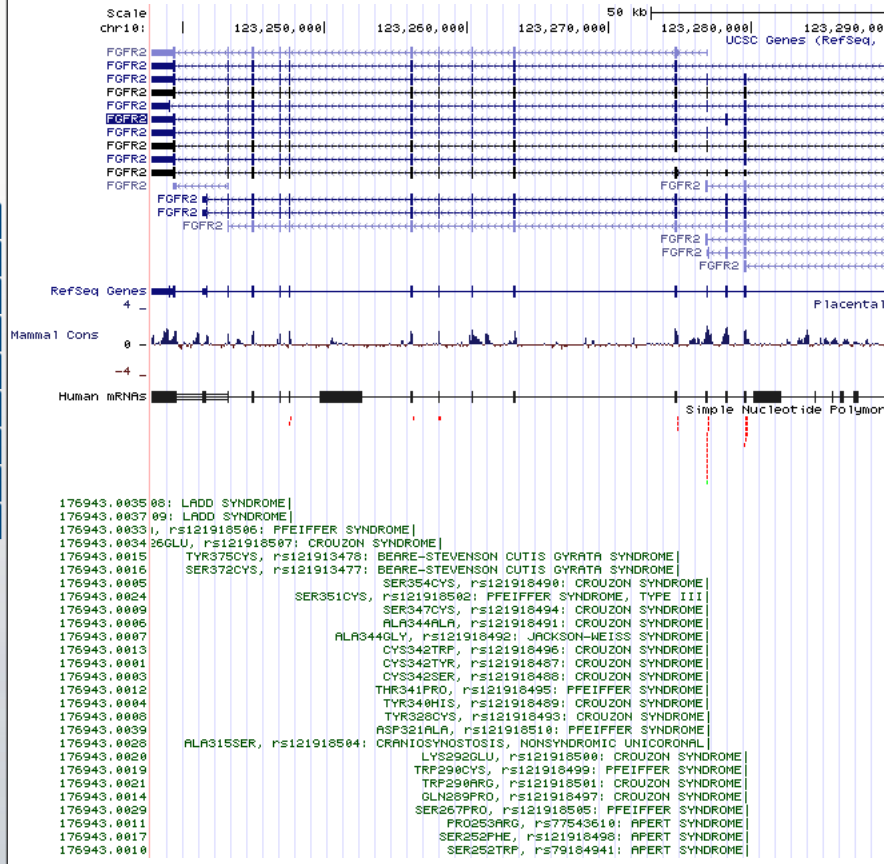 Scale 50 kb
chr10: 123,250,000 123,260,000 123,270,000 123,280,000 123,290,00
UCSC Genes (RefSeq,
FGFR2
FGFR2
FGFR2
FGFR2
FGFR2
FGFR2
FGFR2
FGFR2
FGFR2
FGFR2
FGFR2 FGFR2
FGFR2
FGFR2
FGFR2
FGFR2
FGFR2
FGFR2
RefSeq Genes
4 Placental
Mammal Cons 0
-4
Human mRNAs
Simple Nucleotide Polymor
176943.0035 08: LADD SYNDROME
176943.0037 09: LADD SYNDROME
176943.0033 , rs121918506: PFEIFFER SYNDROME
176943.0034 26GLU, rs121918507: CROUZON SYNDROME
176943.0015 TYR375CYS, rs121913478: BEARE-STEVENSON CUTIS GYRATA SYNDROME
176943.0016 SER372CYS, rs121913477: BEARE-STEVENSON CUTIS GYRATA SYNDROME
176943.0005 SER354CYS, rs121918490: CROUZON SYNDROME
176943.0024 SER351CYS, rs121918502: PFEIFFER SYNDROME, TYPE III
176943.0009 SER347CYS, rs121918494: CROUZON SYNDROME
176943.0006 ALA344ALA, rs121918491: CROUZON SYNDROME
176943.0007 ALA344GLY, rs121918492: JACKSON-WEISS SYNDROME
176943.0013 CYS342TRP, rs121918496: CROUZON SYNDROME
176943.0001 CYS342TYR, rs121918487: CROUZON SYNDROME
176943.0003 CYS342SER, rs121918488: CROUZON SYNDROME
176943.0012 THR341PRO, rs121918495: PFEIFFER SYNDROME
176943.0004 TYR340HIS, rs121918489: CROUZON SYNDROME
176943.0008 TYR328CYS, rs121918493: CROUZON SYNDROME
176943.0039 ASP321ALA, rs121918510: PFEIFFER SYNDROME
176943.0028 ALA315SER, rs121918504: CRANIOSYNOSTOSIS, NONSYNDROMIC UNICORONAL
176943.0020 LYS292GLU, rs121918500: CROUZON SYNDROME
176943.0019 TRP290CYS, rs121918499: PFEIFFER SYNDROME
176943.0021 TRP290ARG, rs121918501: CROUZON SYNDROME
176943.0014 GLN289PRO, rs121918497: CROUZON SYNDROME
176943.0029 SER267PRO, rs121918505: PFEIFFER SYNDROME
176943.0011 PRO253ARG, rs77543610: APERT SYNDROME
176943.0017 SER252PHE, rs121918498: APERT SYNDROME
176943.0010 SER252TRP, rs79184941: APERT SYNDROME